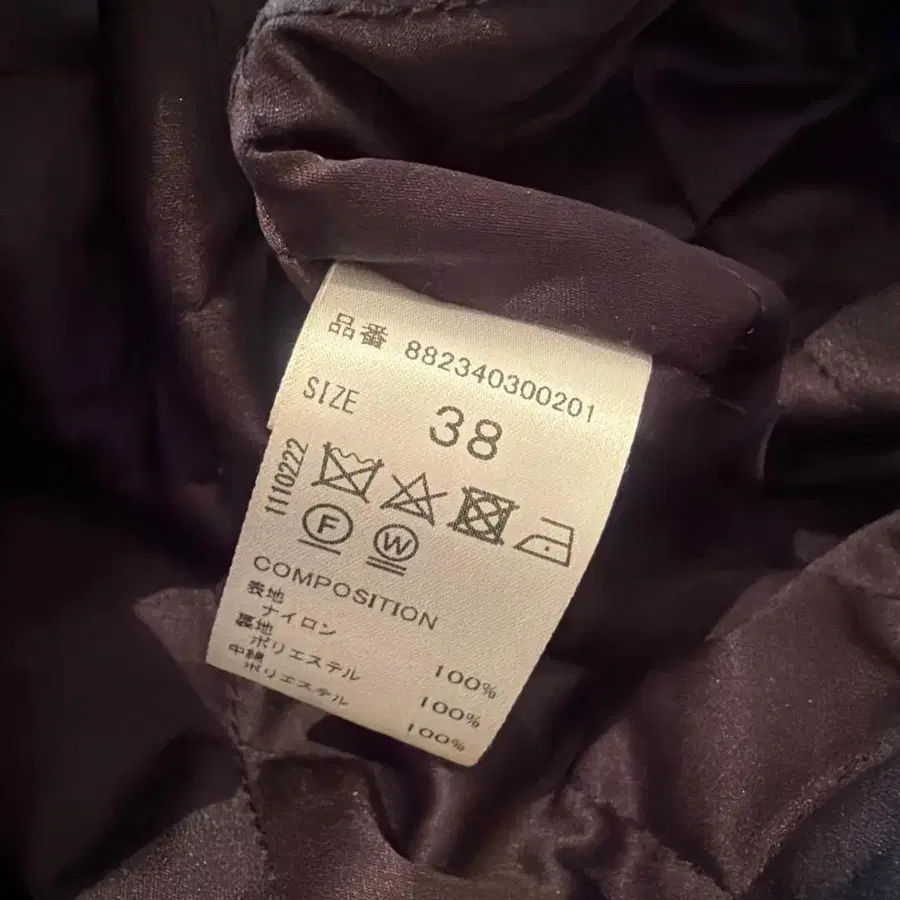 品番 882340300201
SIZE 38
1110222
F W
COMPOSITION
表地
ナイロン 100%
裏地
ポリエステル 100%
中綿
ポリエステル 100%